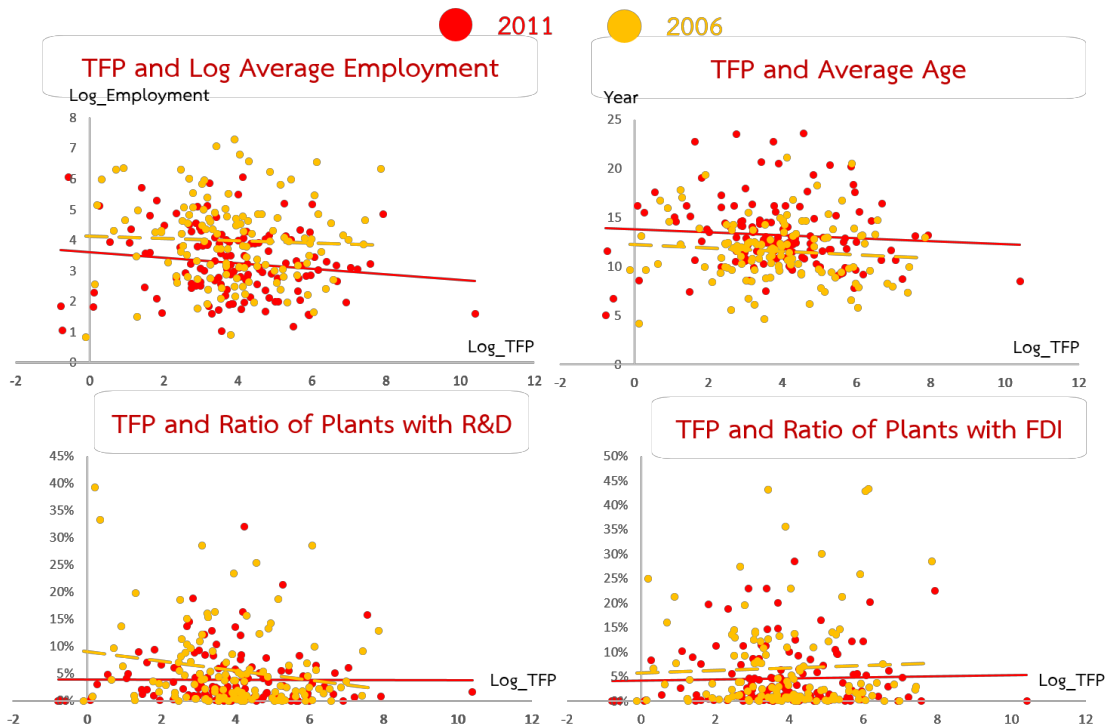 2011
2006
TFP and Log Average Employment
Log_Employment
8
7
6
5
4
3
2
1
0
Log_TFP
-2 0 2 4 6 8 10 12
TFP and Average Age
Year
25
20
15
10
5
0
Log_TFP
-2 0 2 4 6 8 10 12
TFP and Ratio of Plants with R&D
45%
40%
35%
30%
25%
20%
15%
10%
5%
0%
Log_TFP
-2 0 2 4 6 8 10 12
TFP and Ratio of Plants with FDI
50%
45%
40%
35%
30%
25%
20%
15%
10%
5%
0%
Log_TFP
-2 0 2 4 6 8 10 12